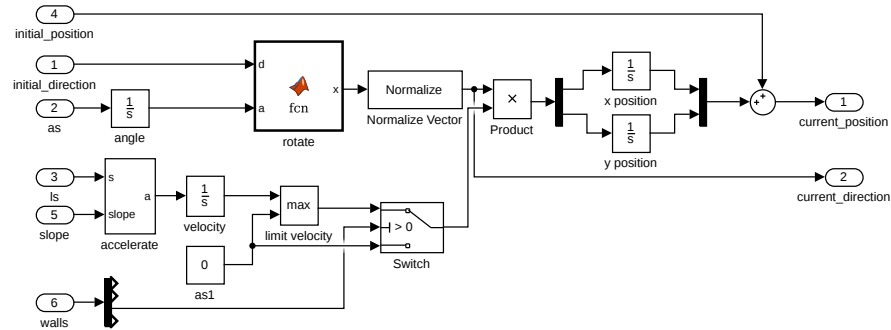 4
initial_position
1
initial_direction
2
as
1
s
angle
d
a
x
fcn
rotate
Normalize
Normalize Vector
×
Product
1
s
x position
1
s
y position
+
+
1
current_position
2
current_direction
3
ls
5
slope
s
slope
a
accelerate
1
s
velocity
max
limit velocity
0
as1
> 0
Switch
6
walls